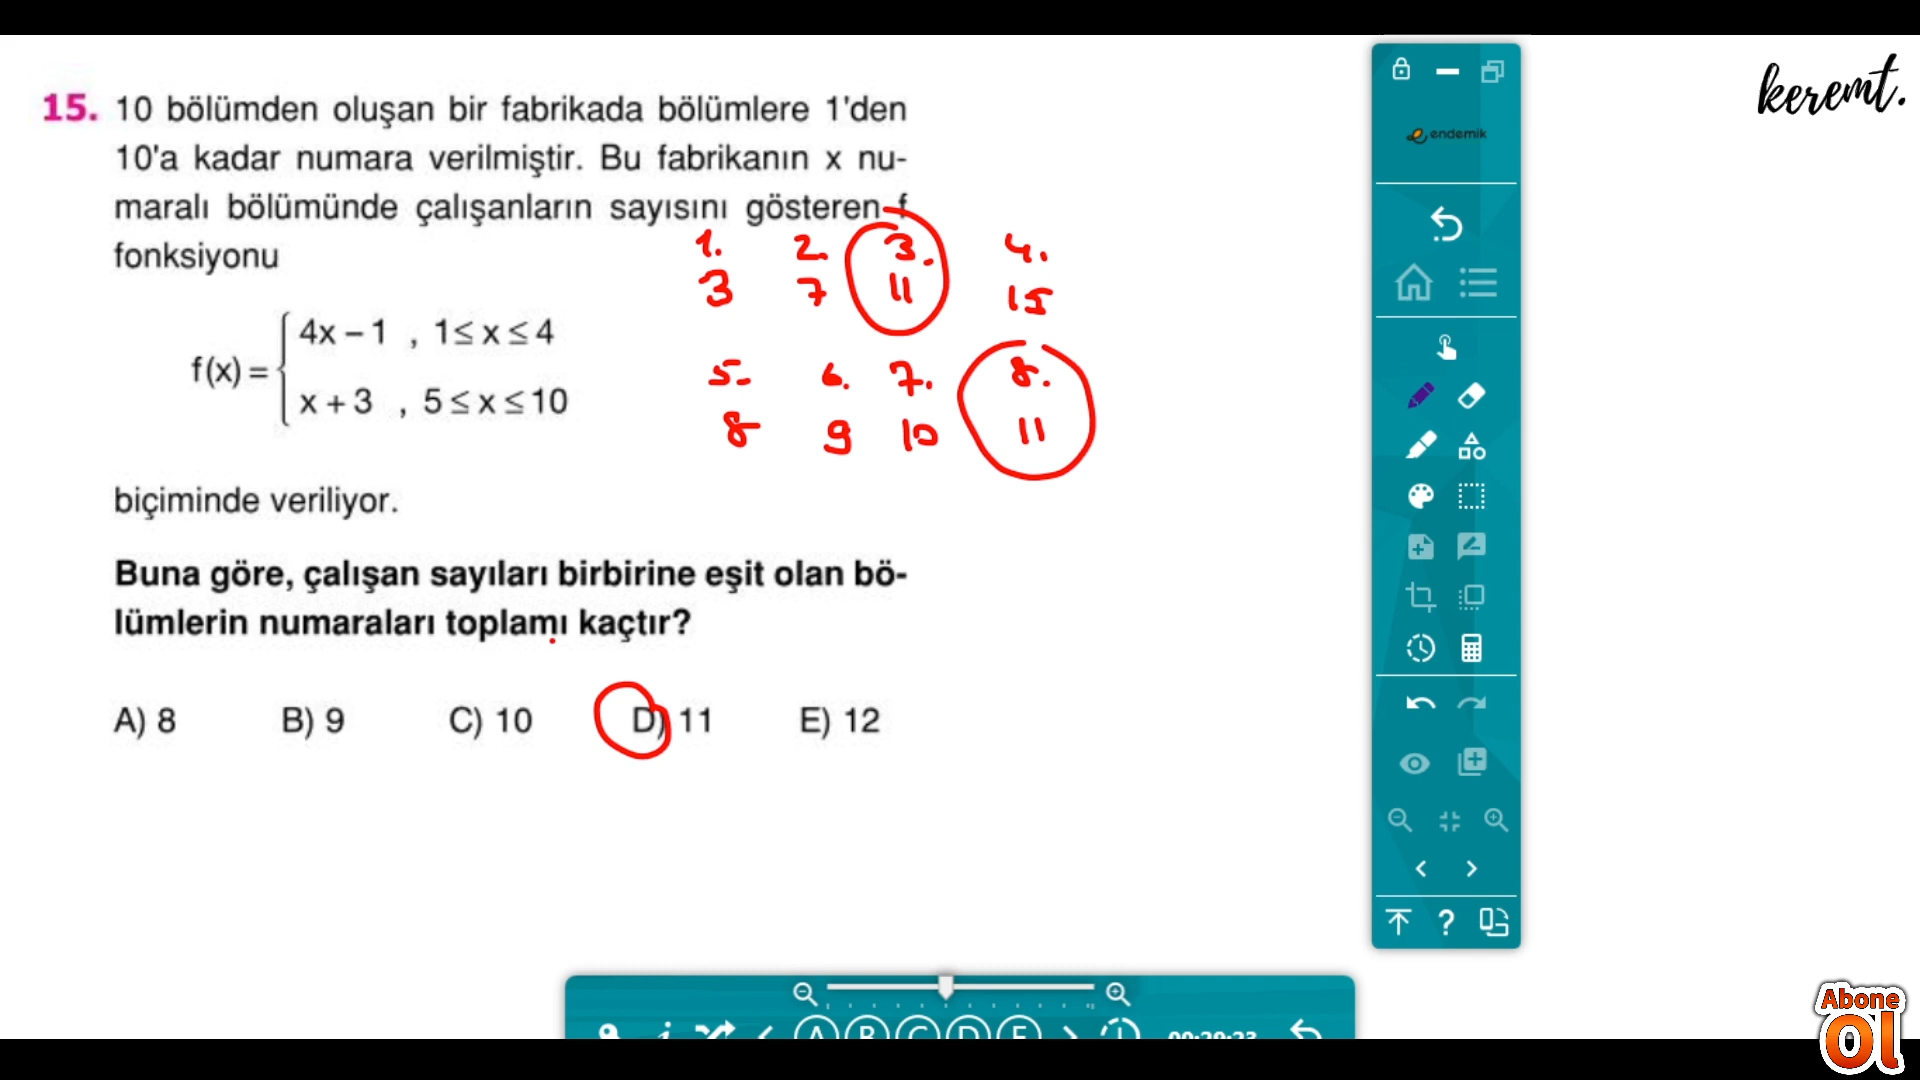 keremt.
endemik
15. 10 bölümden oluşan bir fabrikada bölümlere 1'den
10'a kadar numara verilmiştir. Bu fabrikanın x nu-
maralı bölümünde çalışanların sayısını gösteren f
fonksiyonu
1. 2. 3. 4.
3 7 11 15
f(x) = { 4x – 1 , 1 ≤ x ≤ 4
x + 3 , 5 ≤ x ≤ 10
5. 6. 7. 8.
8 9 10 11
biçiminde veriliyor.
Buna göre, çalışan sayıları birbirine eşit olan bö-
lümlerin numaraları toplamı kaçtır?
A) 8 B) 9 C) 10 D) 11 E) 12
?
i A B C D E
Abone
Ol